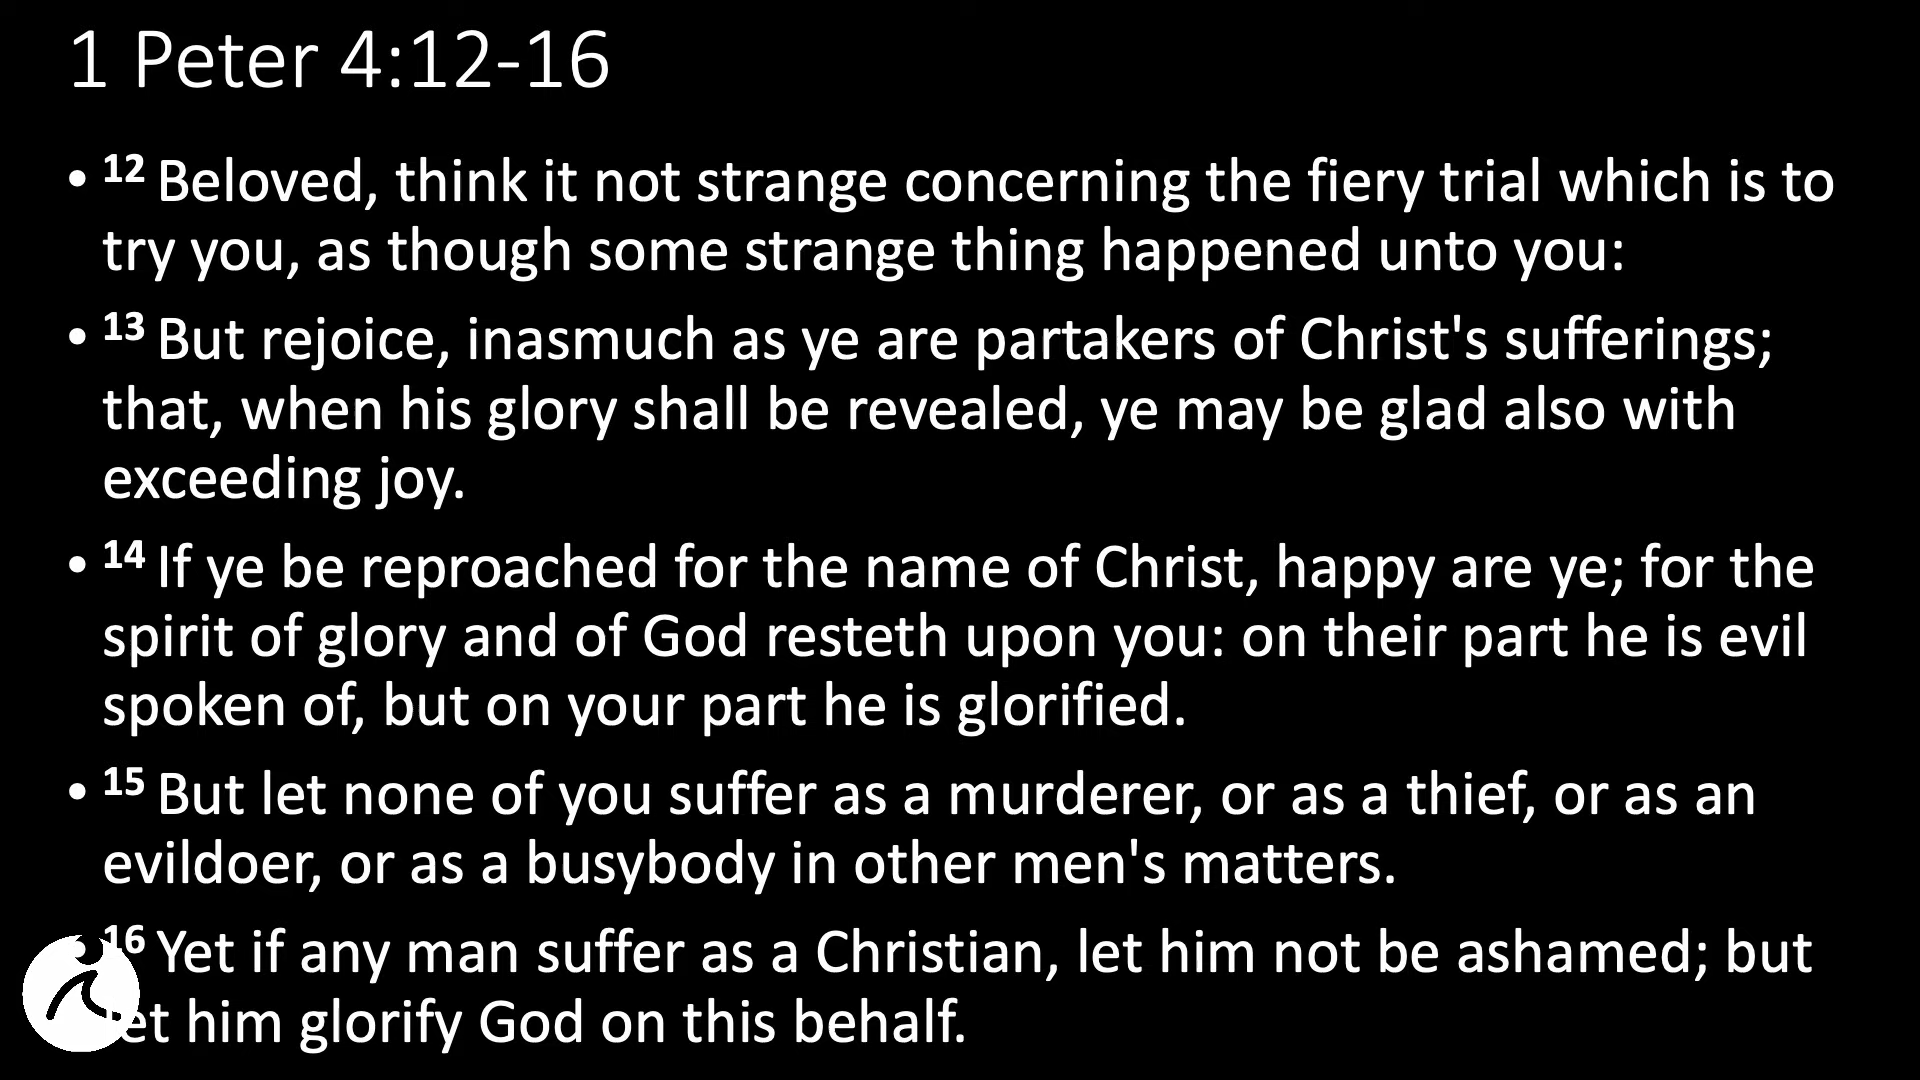 1 Peter 4:12-16
• 12 Beloved, think it not strange concerning the fiery trial which is to
try you, as though some strange thing happened unto you:
• 13 But rejoice, inasmuch as ye are partakers of Christ's sufferings;
that, when his glory shall be revealed, ye may be glad also with
exceeding joy.
• 14 If ye be reproached for the name of Christ, happy are ye; for the
spirit of glory and of God resteth upon you: on their part he is evil
spoken of, but on your part he is glorified.
• 15 But let none of you suffer as a murderer, or as a thief, or as an
evildoer, or as a busybody in other men's matters.
• 16 Yet if any man suffer as a Christian, let him not be ashamed; but
let him glorify God on this behalf.